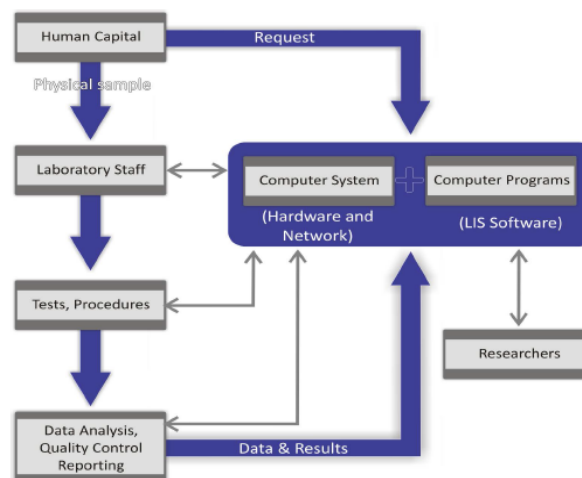 Human Capital
Request
Physical sample
Laboratory Staff
Computer System
Computer Programs
(Hardware and
Network)
(LIS Software)
Tests, Procedures
Researchers
Data Analysis,
Quality Control
Reporting
Data & Results